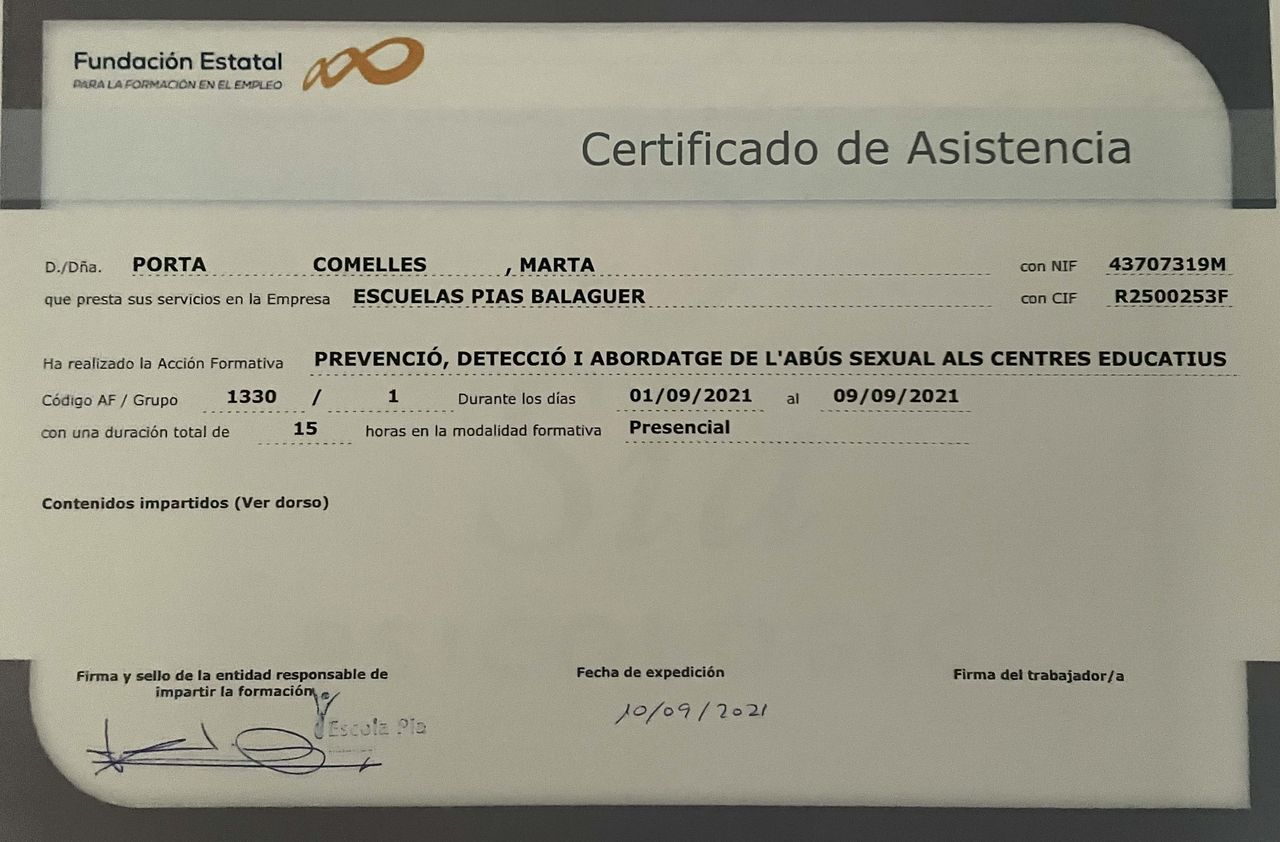 Fundación Estatal
PARA LA FORMACIÓN EN EL EMPLEO
Certificado de Asistencia
D./Dña. PORTA COMELLES , MARTA con NIF 43707319M
que presta sus servicios en la Empresa ESCUELAS PIAS BALAGUER con CIF R2500253F
Ha realizado la Acción Formativa PREVENCIÓ, DETECCIÓ I ABORDATGE DE L'ABÚS SEXUAL ALS CENTRES EDUCATIUS
Código AF / Grupo 1330 / 1 Durante los días 01/09/2021 al 09/09/2021
con una duración total de 15 horas en la modalidad formativa Presencial
Contenidos impartidos (Ver dorso)
Firma y sello de la entidad responsable de
impartir la formación
Escola Pia
Fecha de expedición
10/09/2021
Firma del trabajador/a